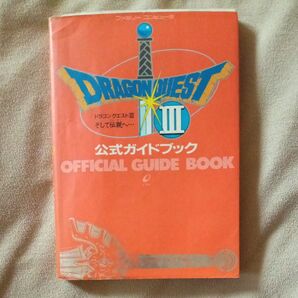 ファミリーコンピュータ
DRAGON QUEST
III
ドラゴンクエストIII
そして伝説へ…
公式ガイドブック
OFFICIAL GUIDE BOOK